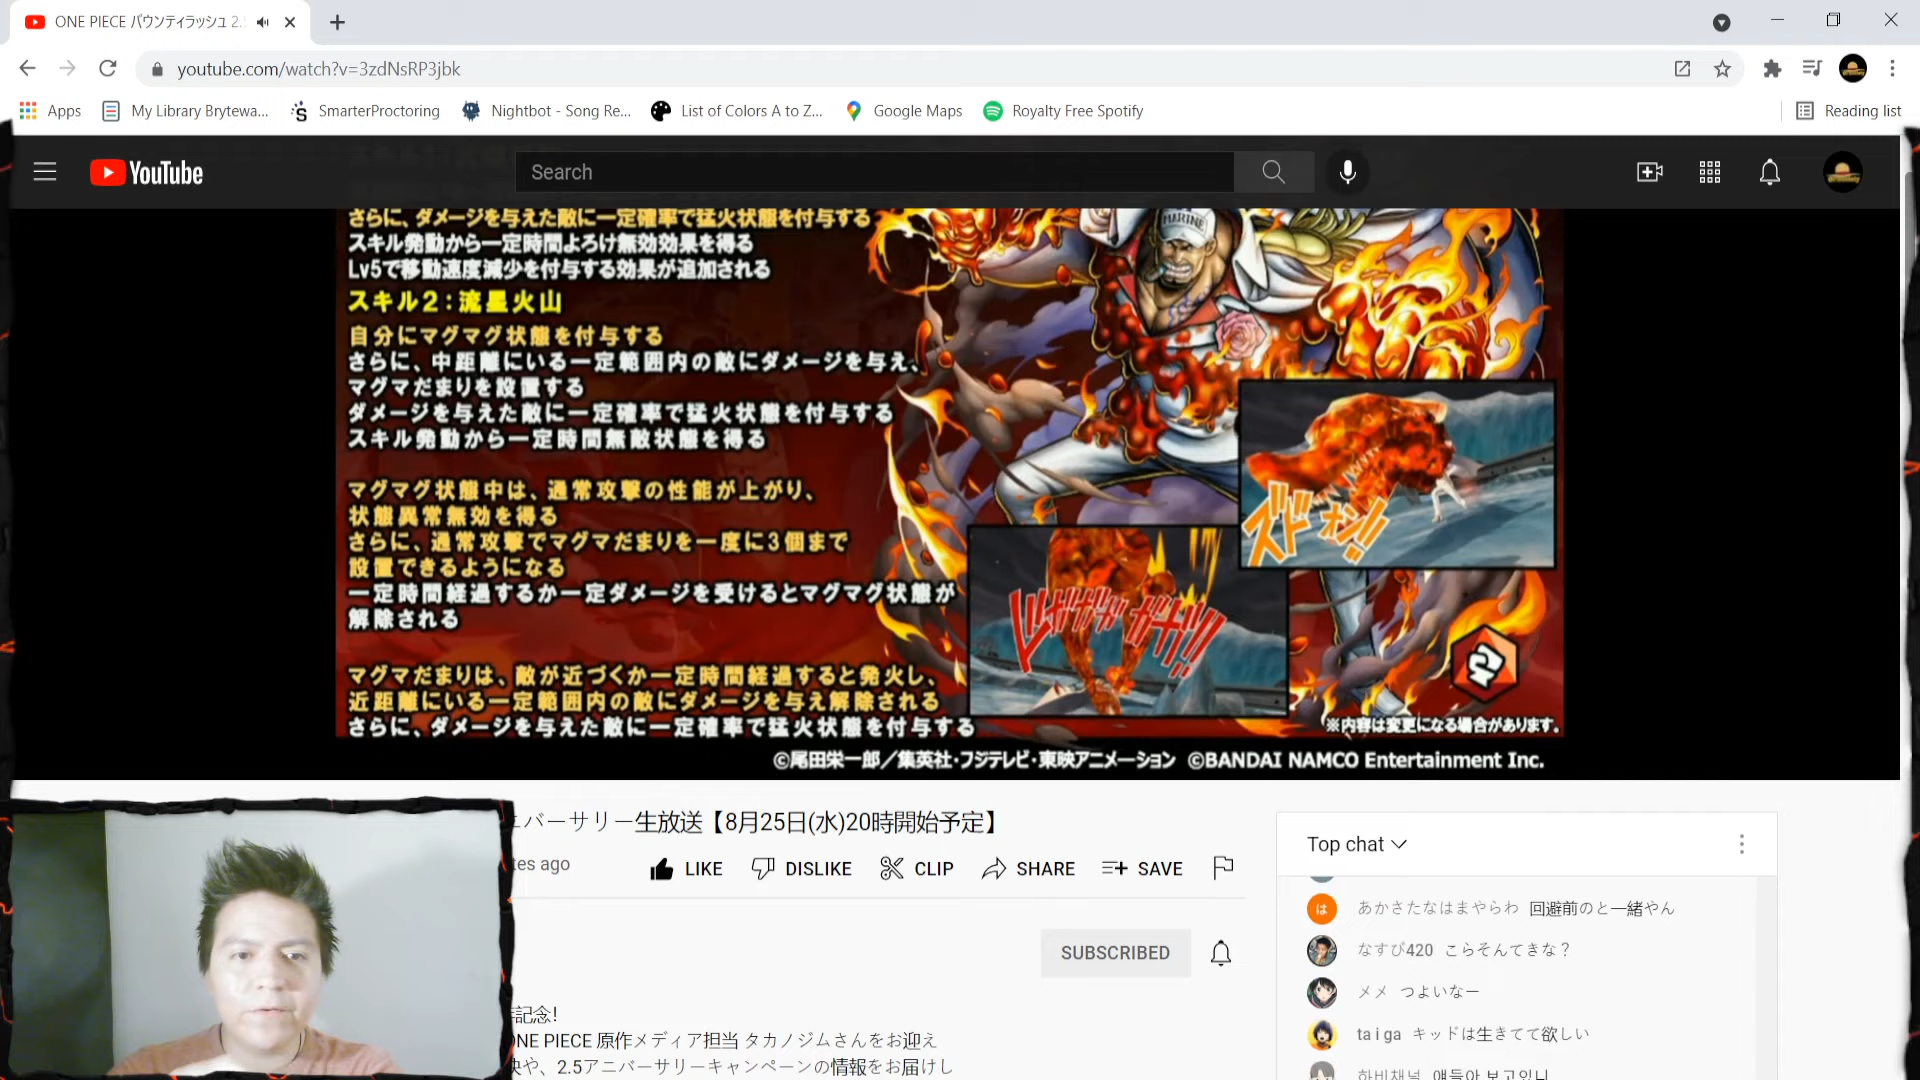 ONE PIECE バウンティラッシュ 2.5
youtube.com/watch?v=3zdNsRP3jbk
Apps My Library Brytewa... SmarterProctoring Nightbot - Song Re... List of Colors A to Z... Google Maps Royalty Free Spotify Reading list
YouTube Search
さらに、ダメージを与えた敵に一定確率で猛火状態を付与する
スキル発動から一定時間よろけ無効効果を得る
Lv5で移動速度減少を付与する効果が追加される
スキル2:流星火山
自分にマグマグ状態を付与する
さらに、中距離にいる一定範囲内の敵にダメージを与え、
マグマだまりを設置する
ダメージを与えた敵に一定確率で猛火状態を付与する
スキル発動から一定時間無敵状態を得る
マグマグ状態中は、通常攻撃の性能が上がり、
状態異常無効を得る
さらに、通常攻撃でマグマだまりを一度に3個まで
設置できるようになる
一定時間経過するか一定ダメージを受けるとマグマグ状態が
解除される
マグマだまりは、敵が近づくか一定時間経過すると発火し、
近距離にいる一定範囲内の敵にダメージを与え解除される
さらに、ダメージを与えた敵に一定確率で猛火状態を付与する
MARINE
ズドオン!!
※内容は変更になる場合があります。
©尾田栄一郎／集英社・フジテレビ・東映アニメーション ©BANDAI NAMCO Entertainment Inc.
ニバーサリー生放送【8月25日(水)20時開始予定】
tes ago
LIKE DISLIKE CLIP SHARE SAVE
SUBSCRIBED
記念!
ONE PIECE 原作メディア担当 タカノジムさんをお迎え
や、2.5アニバーサリーキャンペーンの情報をお届けし
Top chat
は あかさたなはまやらわ 回避前のと一緒やん
なすび420 こらそんてきな？
メメ つよいなー
ta i ga キッドは生きてて欲しい
하비채널 얘들아 보고있니